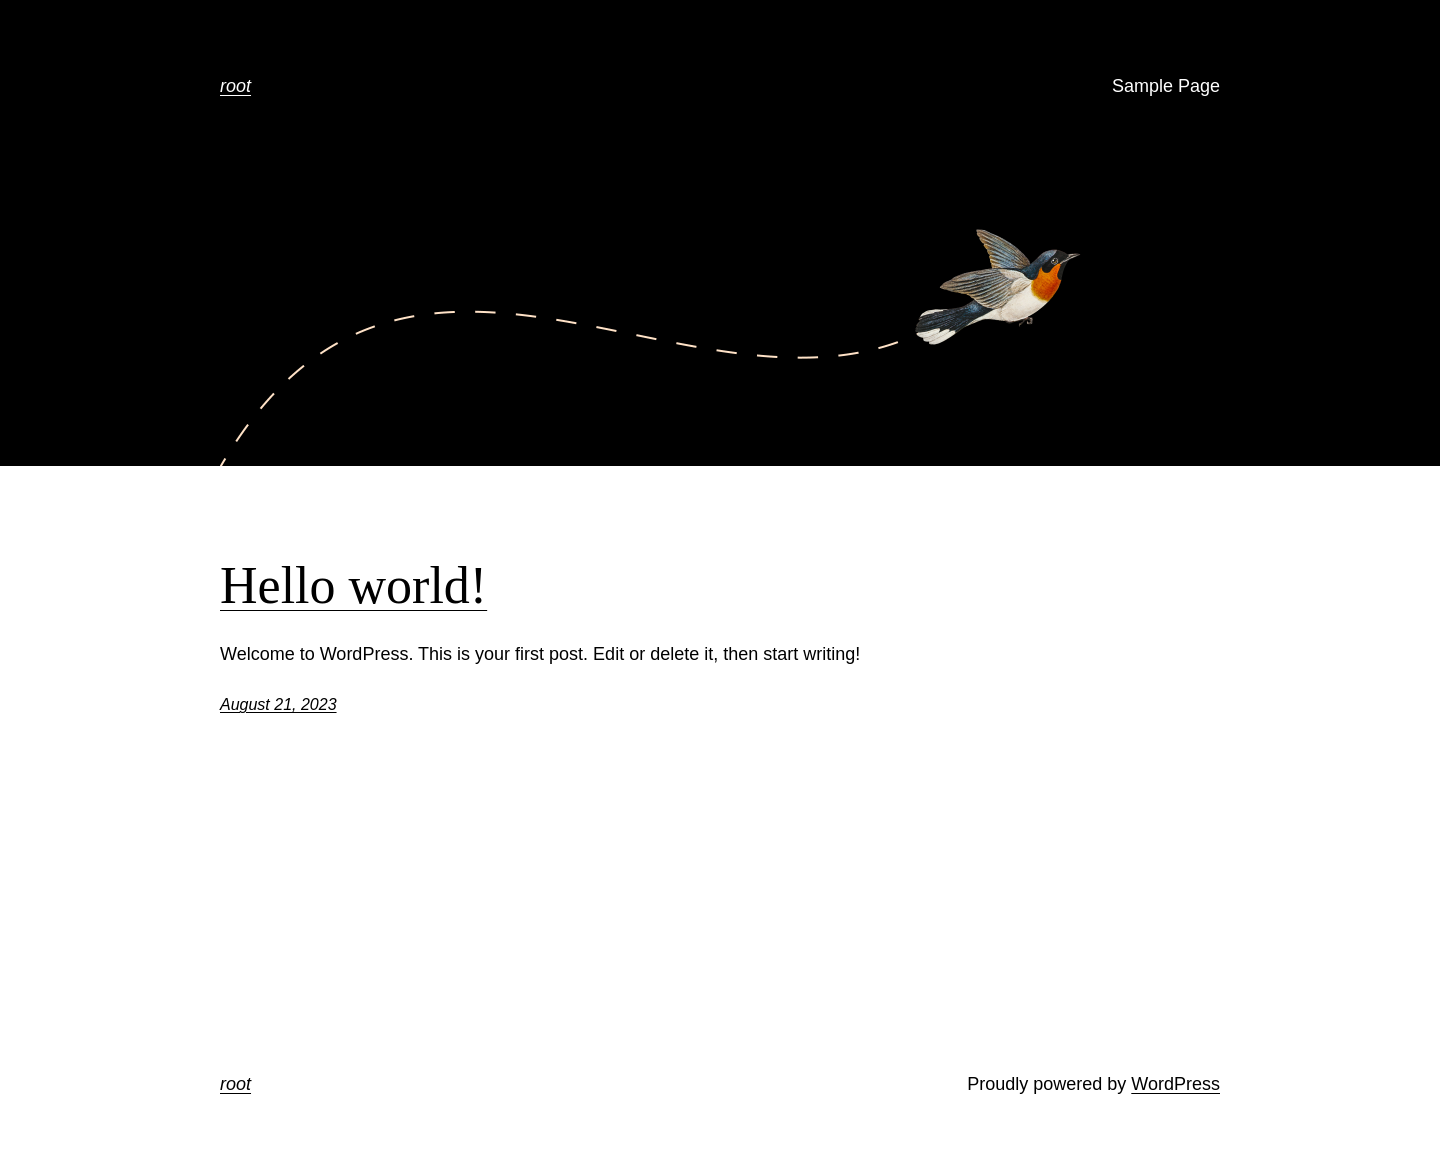 root
Sample Page
Hello world!
Welcome to WordPress. This is your first post. Edit or delete it, then start writing!
August 21, 2023
root
Proudly powered by WordPress